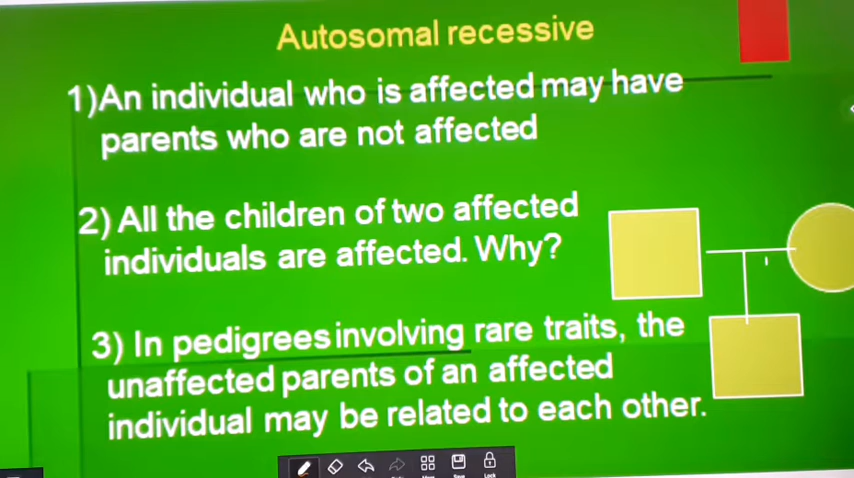 Autosomal recessive
1)An individual who is affected may have
parents who are not affected
2) All the children of two affected
individuals are affected. Why?
3) In pedigrees involving rare traits, the
unaffected parents of an affected
individual may be related to each other.
Save
Lock